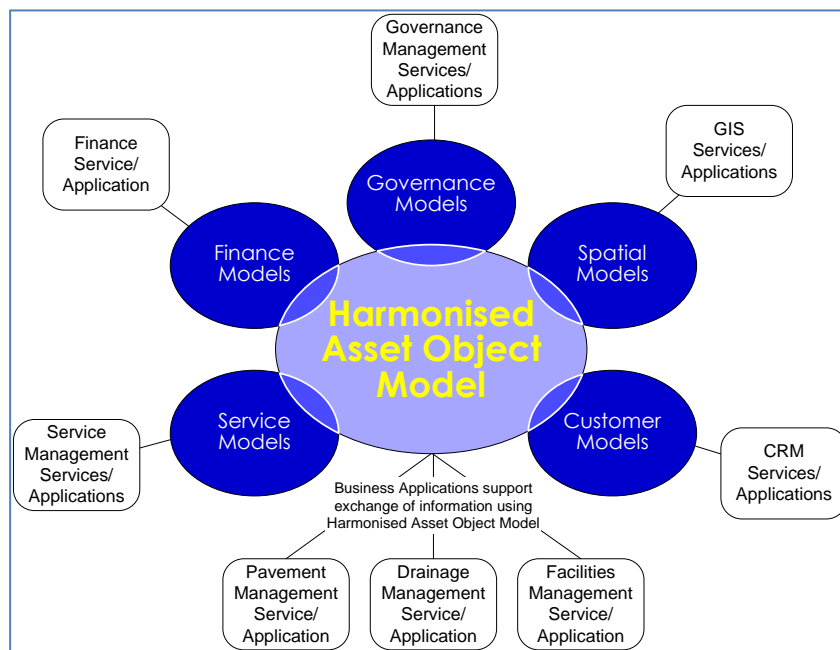 Governance
Management
Services/
Applications
Finance
Service/
Application
GIS
Services/
Applications
Governance
Models
Finance
Models
Spatial
Models
Harmonised
Asset Object
Model
Service
Models
Customer
Models
Service
Management
Services/
Applications
CRM
Services/
Applications
Business Applications support
exchange of information using
Harmonised Asset Object Model
Pavement
Management
Service/
Application
Drainage
Management
Service/
Application
Facilities
Management
Service/
Application